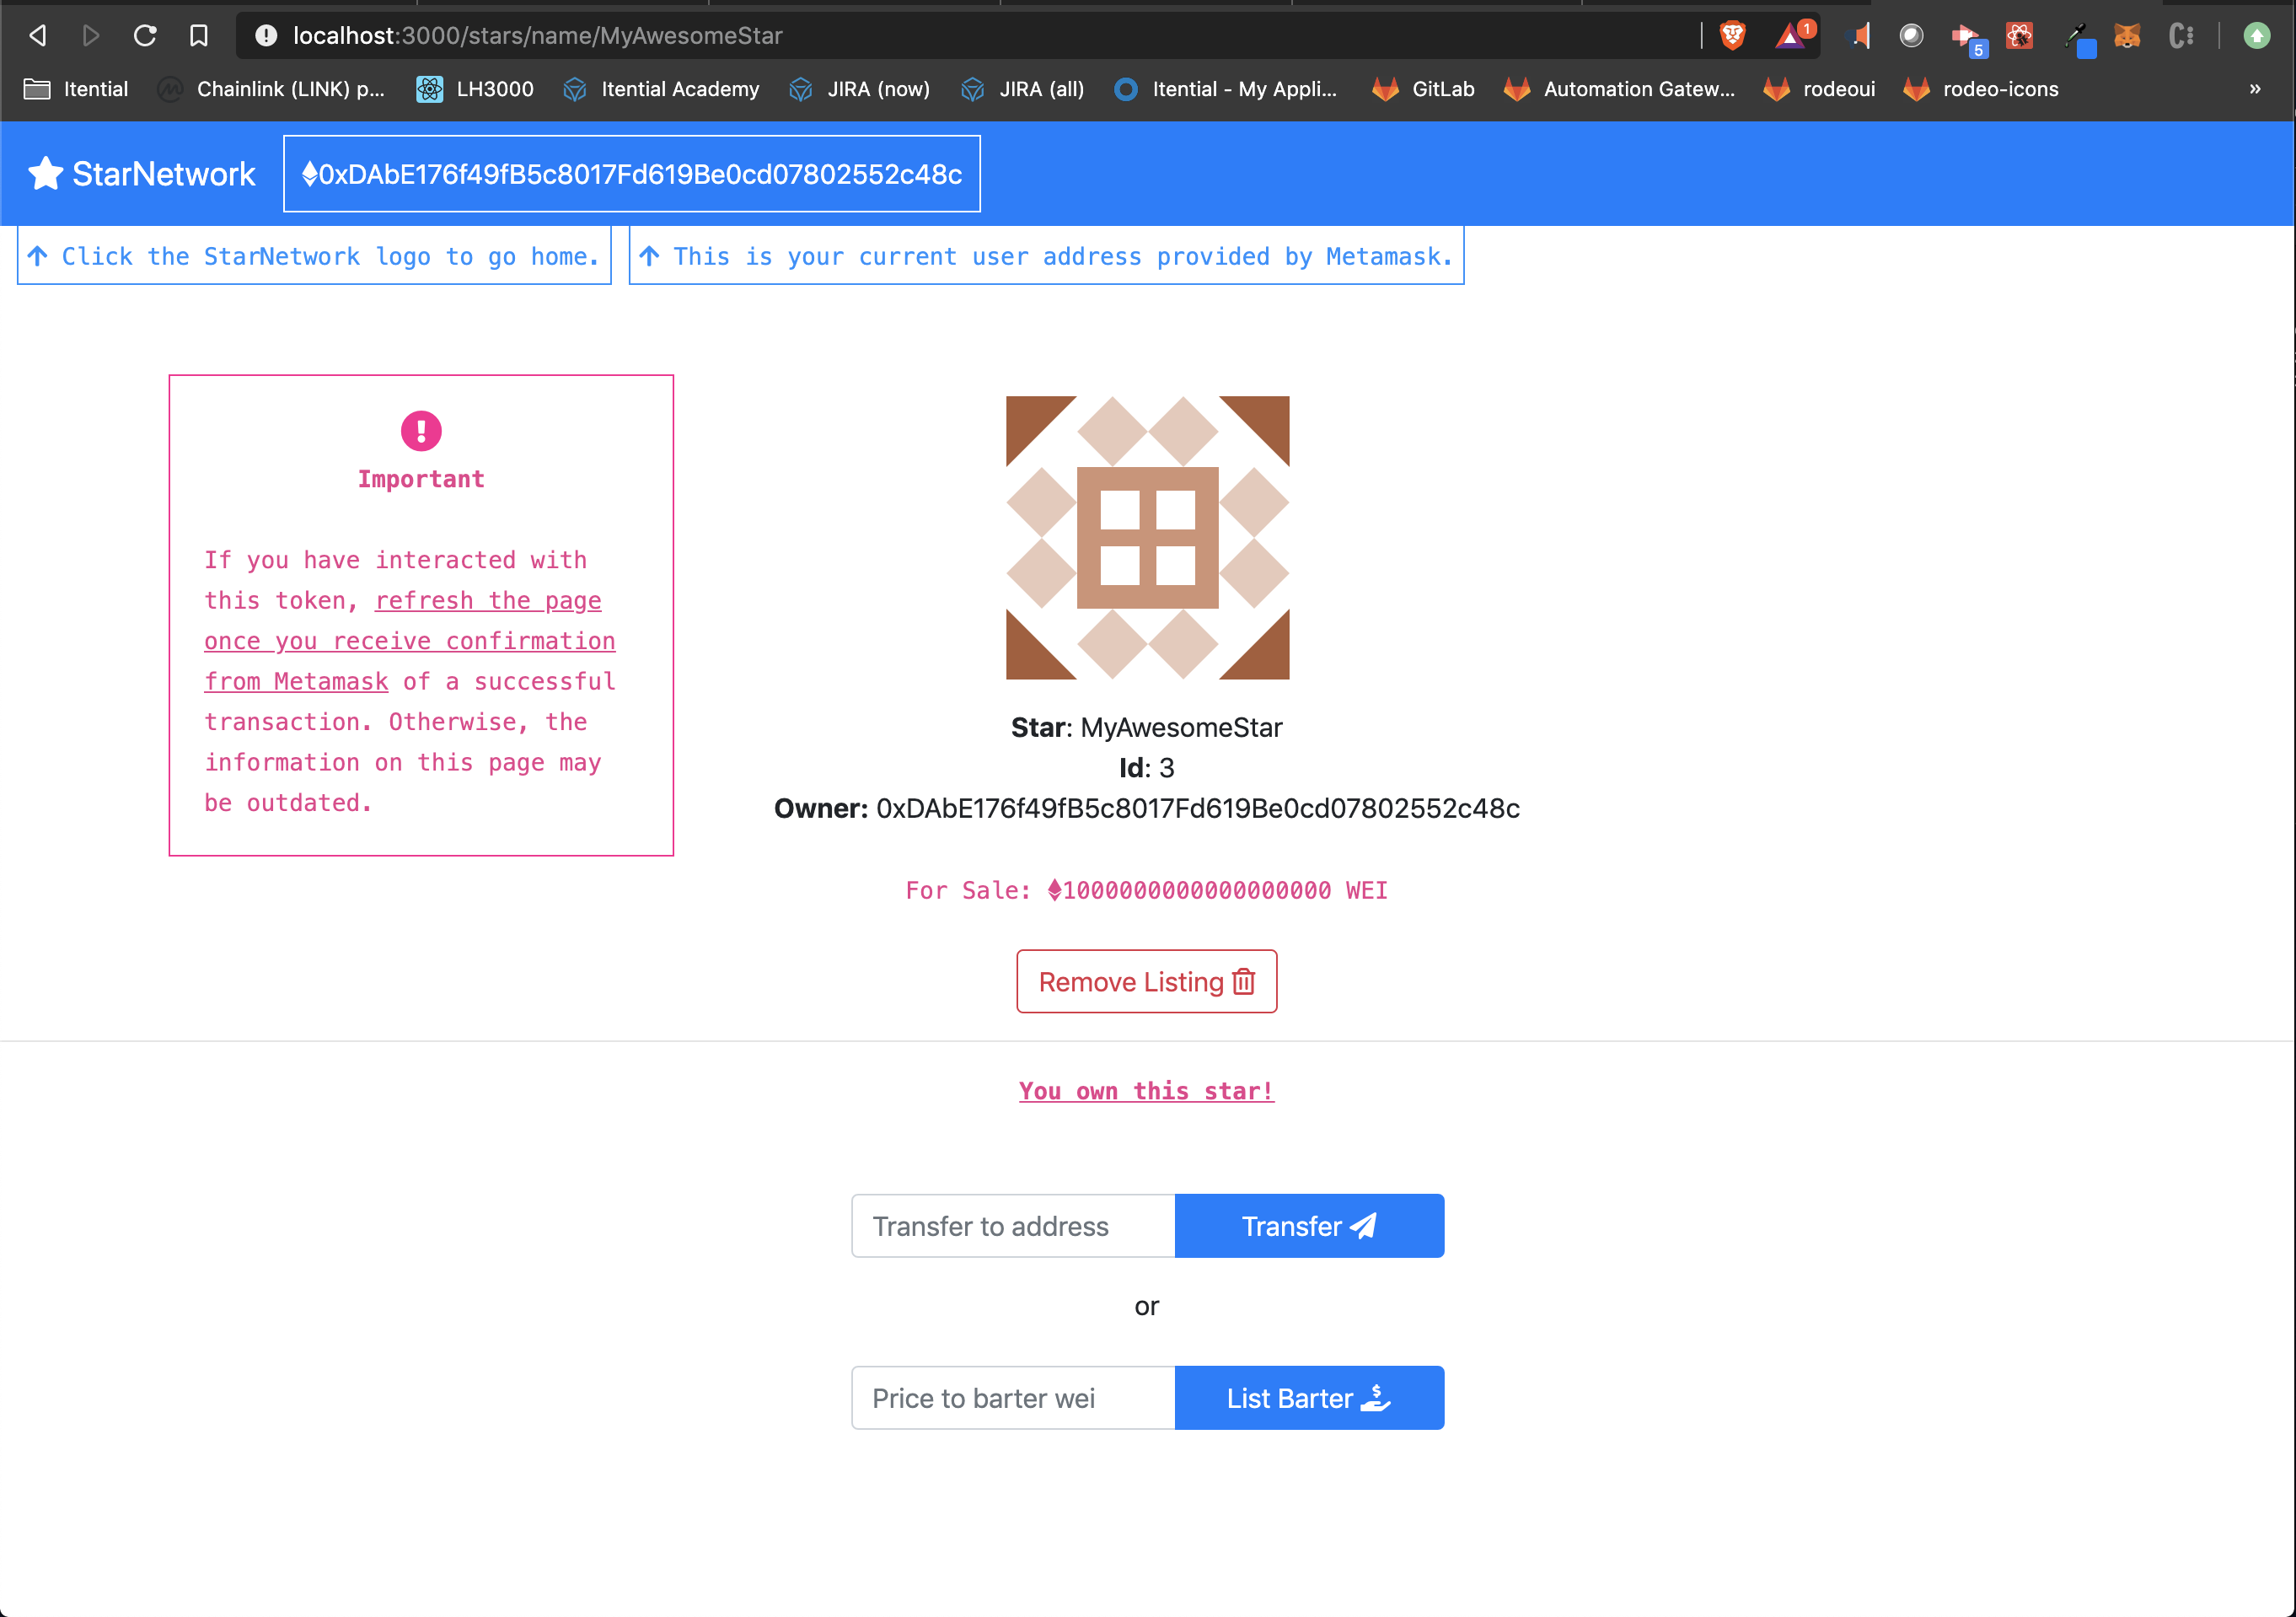 localhost:3000/stars/name/MyAwesomeStar
1
5
Itential
Chainlink (LINK) p...
LH3000
Itential Academy
JIRA (now)
JIRA (all)
Itential - My Appli...
GitLab
Automation Gatew...
rodeoui
rodeo-icons
»
StarNetwork
0xDAbE176f49fB5c8017Fd619Be0cd07802552c48c
Click the StarNetwork logo to go home.
This is your current user address provided by Metamask.
Important
If you have interacted with
this token, refresh the page
once you receive confirmation
from Metamask of a successful
transaction. Otherwise, the
information on this page may
be outdated.
Star: MyAwesomeStar
Id: 3
Owner: 0xDAbE176f49fB5c8017Fd619Be0cd07802552c48c
For Sale: 1000000000000000000 WEI
Remove Listing
You own this star!
Transfer to address
Transfer
or
Price to barter wei
List Barter